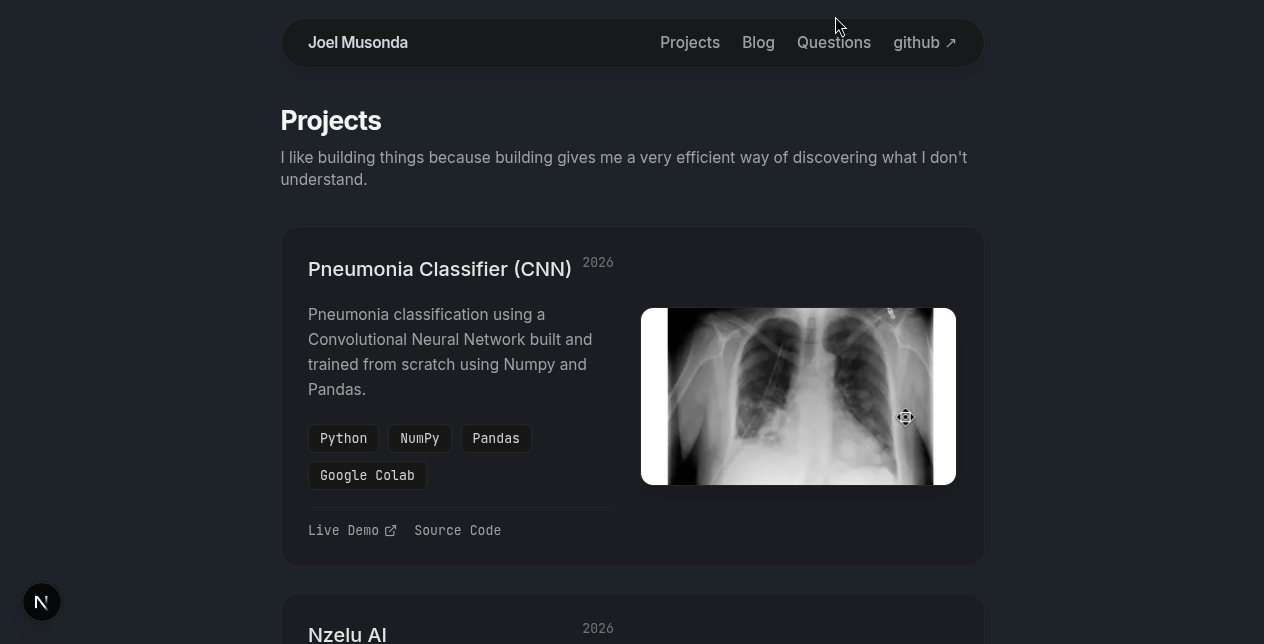 Joel Musonda
Projects Blog Questions github ↗
Projects
I like building things because building gives me a very efficient way of discovering what I don't
understand.
Pneumonia Classifier (CNN) 2026
Pneumonia classification using a
Convolutional Neural Network built and
trained from scratch using Numpy and
Pandas.
Python NumPy Pandas
Google Colab
Live Demo Source Code
N
Nzelu AI 2026